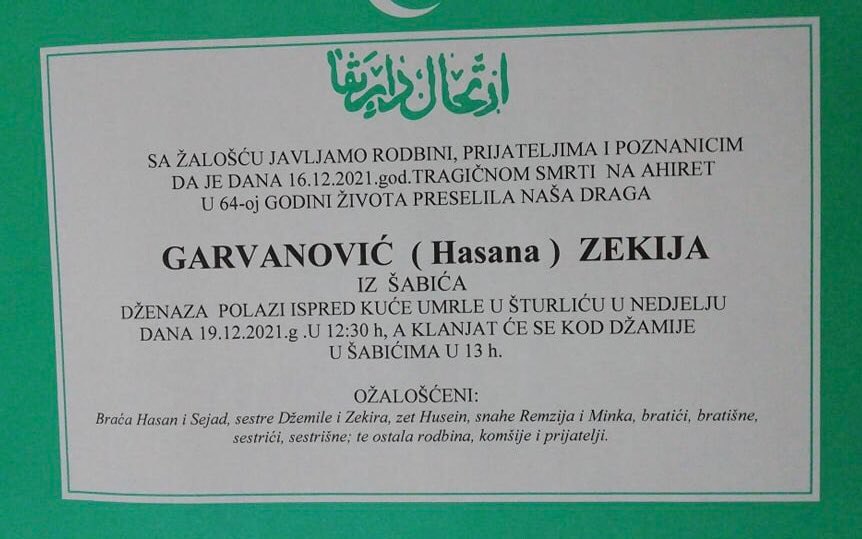 ارتحال دار بقا
SA ŽALOŠĆU JAVLJAMO RODBINI, PRIJATELJIMA I POZNANICIM
DA JE DANA 16.12.2021.god.TRAGIČNOM SMRTI NA AHIRET
U 64-oj GODINI ŽIVOTA PRESELILA NAŠA DRAGA
GARVANOVIĆ ( Hasana ) ZEKIJA
IZ ŠABIĆA
DŽENAZA POLAZI ISPRED KUĆE UMRLE U ŠTURLIĆU U NEDJELJU
DANA 19.12.2021.g .U 12:30 h, A KLANJAT ĆE SE KOD DŽAMIJE
U ŠABIĆIMA U 13 h.
OŽALOŠĆENI:
Braća Hasan i Sejad, sestre Džemile i Zekira, zet Husein, snahe Remzija i Minka, bratići, bratišne,
sestrići, sestrišne; te ostala rodbina, komšije i prijatelji.